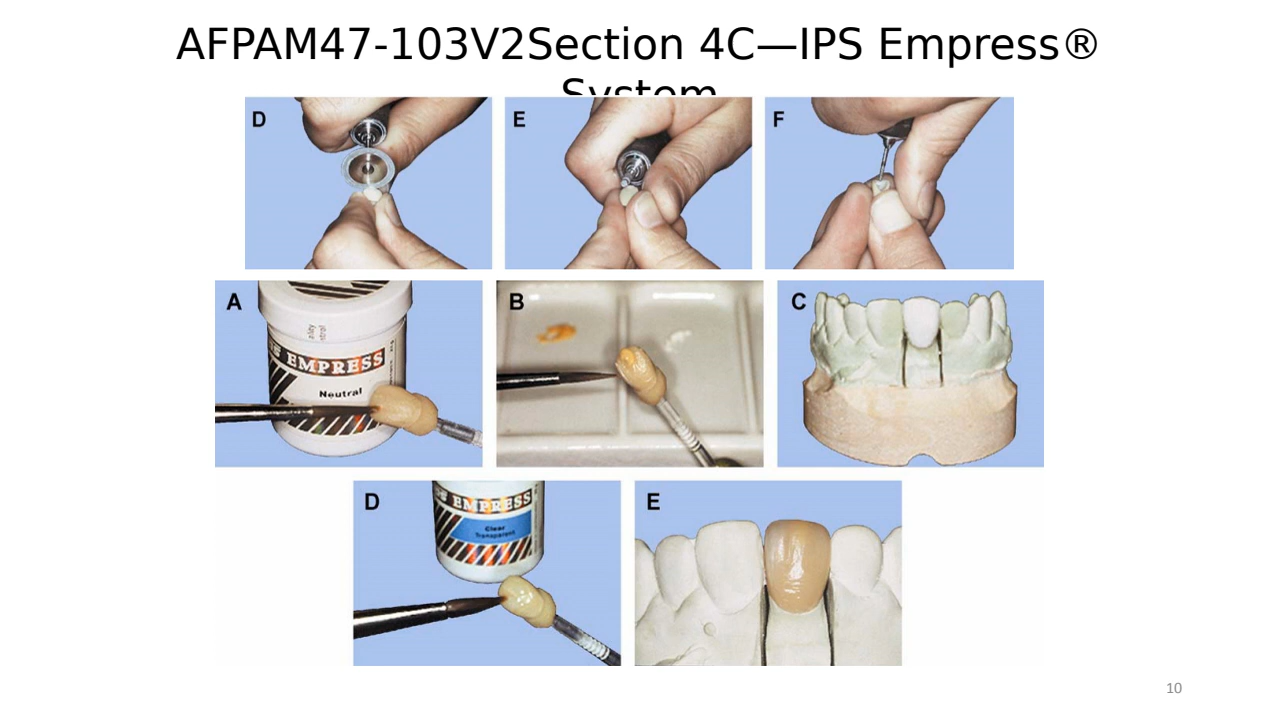 AFPAM47-103V2Section 4C—IPS Empress®
System
D
E
F
A
EMPRESS
Neutral
B
C
D
EMPRESS
Clear
Transparent
E
10